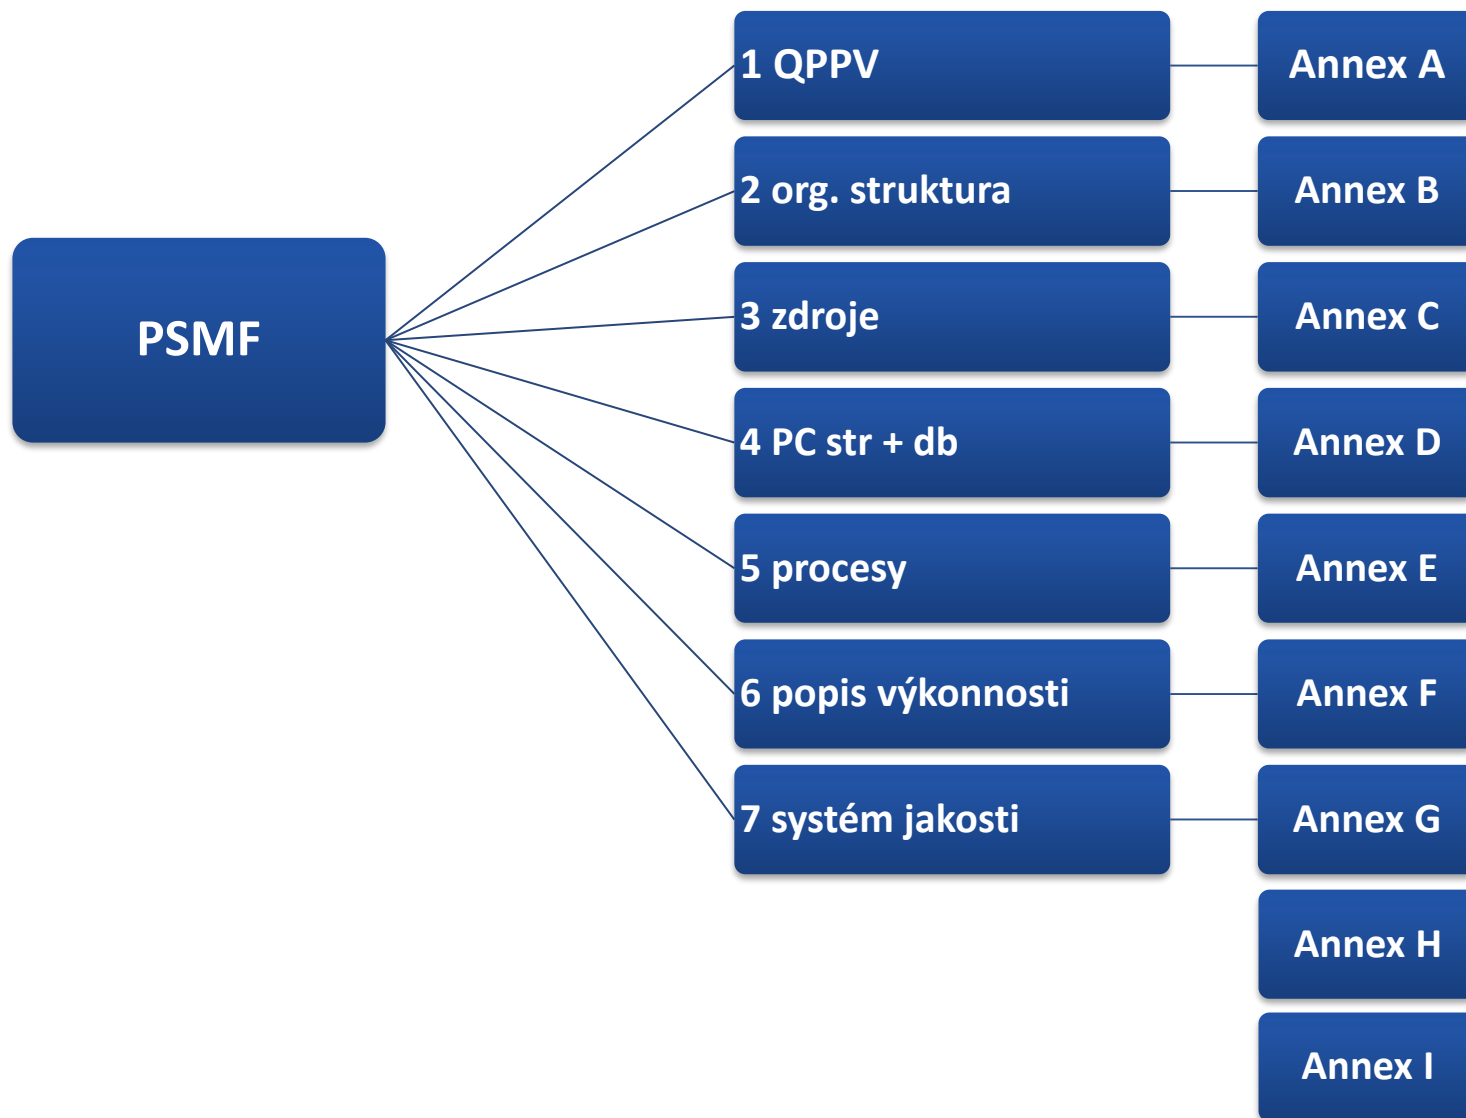 PSMF
1 QPPV
Annex A
2 org. struktura
Annex B
3 zdroje
Annex C
4 PC str + db
Annex D
5 procesy
Annex E
6 popis výkonnosti
Annex F
7 systém jakosti
Annex G
Annex H
Annex I